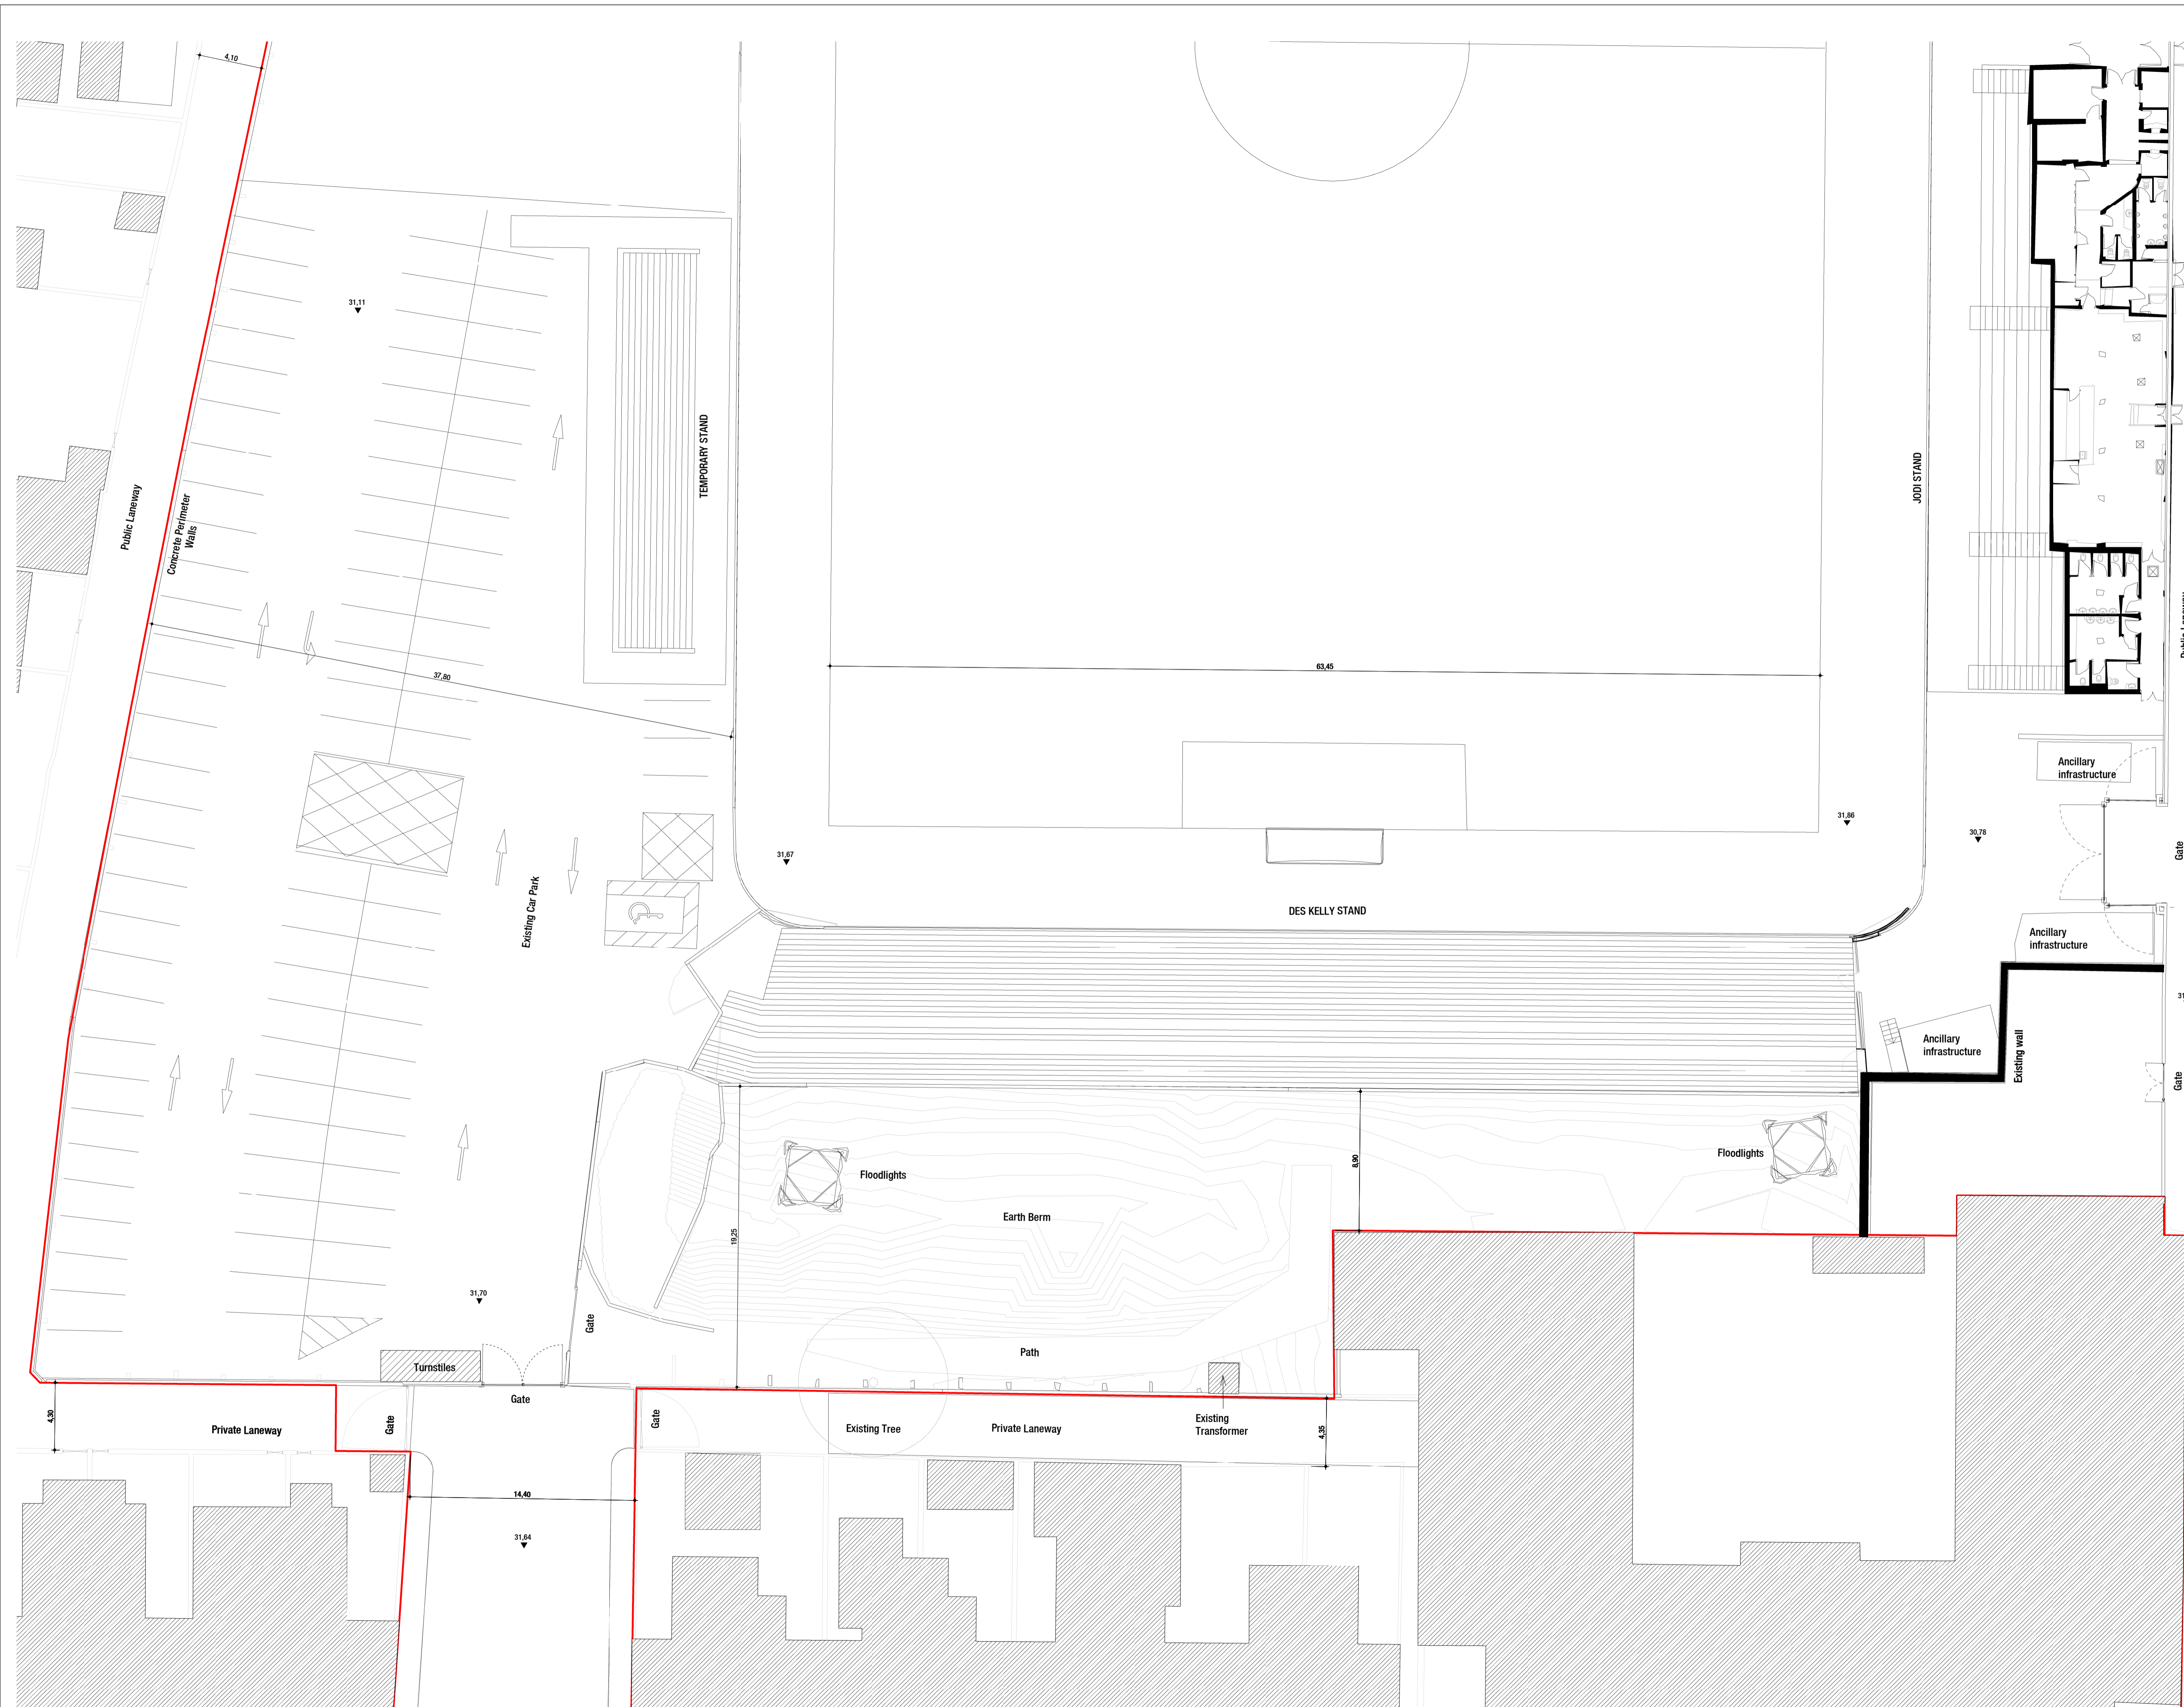 4,10
31,11
TEMPORARY STAND
JODI STAND
Public Laneway
Concrete Perimeter
Walls
37,80
63,45
Ancillary
infrastructure
31,86
30,78
Gate
31,67
Existing Car Park
DES KELLY STAND
Ancillary
infrastructure
Ancillary
infrastructure
Existing wall
Gate
Floodlights
8,90
Floodlights
Earth Berm
19,25
31,70
Gate
Path
Turnstiles
Gate
4,30
Private Laneway
Gate
Gate
Existing Tree
Private Laneway
Existing
Transformer
4,35
14,40
31,64